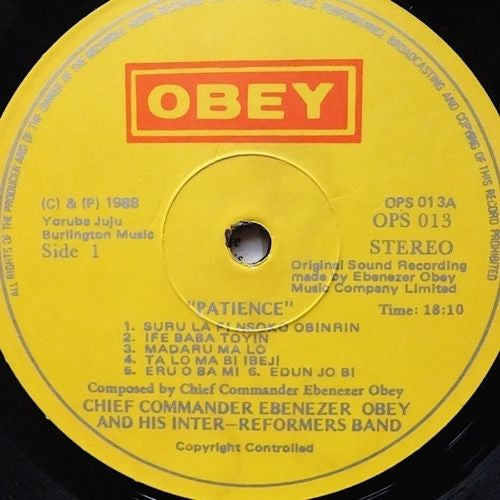 ALL RIGHTS OF THE PRODUCER AND OF THE OWNER OF THE RECORDED WORK PERFORMANCE BROADCASTING AND COPYING OF THIS RECORD PROHIBITED
OBEY
(C) & (P) 1988
Yoruba Juju
Burlington Music
Side 1
OPS 013A
OPS 013
STEREO
Original Sound Recording
made by Ebenezer Obey
Music Company Limited
"PATIENCE"
Time: 18:10
1. SURU LA FI NSOKO OBINRIN
2. IFE BABA TOYIN
3. MADARU MA LO
4. TA LO MA BI IBEJI
5. ERU O BA MI 6. EDUN JO BI
Composed by Chief Commander Ebenezer Obey
CHIEF COMMANDER EBENEZER OBEY
AND HIS INTER-REFORMERS BAND
Copyright Controlled